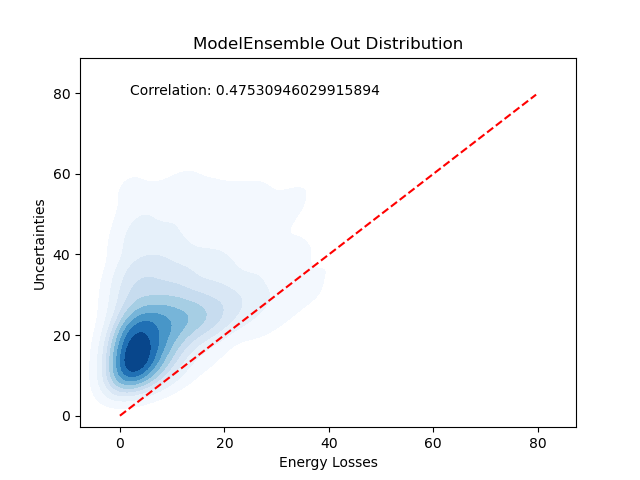 ModelEnsemble Out Distribution
Correlation: 0.47530946029915894
80
60
40
20
0
Uncertainties
0 20 40 60 80
Energy Losses